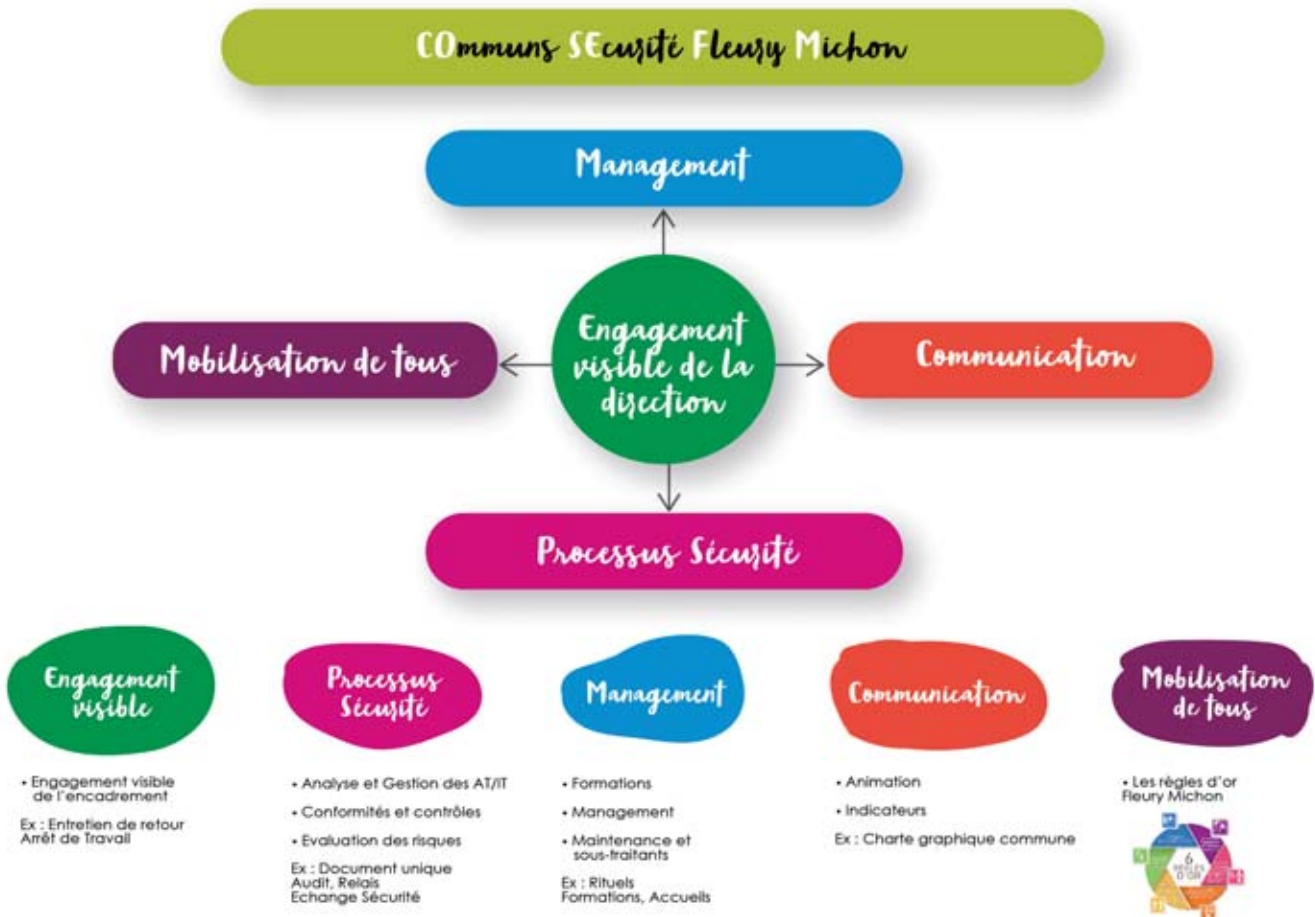 COmmuns SEcurité Fleury Michon
Management
Engagement
visible de la
direction
Mobilisation de tous
Communication
Processus Sécurité
Engagement
visible
• Engagement visible
de l'encadrement
Ex : Entretien de retour
Arrêt de Travail
Processus
Sécurité
• Analyse et Gestion des AT/IT
• Conformités et contrôles
• Evaluation des risques
Ex : Document unique
Audit, Relais
Echange Sécurité
Management
• Formations
• Management
• Maintenance et
sous-traitants
Ex : Rituels
Formations, Accueils
Communication
• Animation
• Indicateurs
Ex : Charte graphique commune
Mobilisation
de tous
• Les règles d'or
Fleury Michon
6
RÈGLES
D'OR